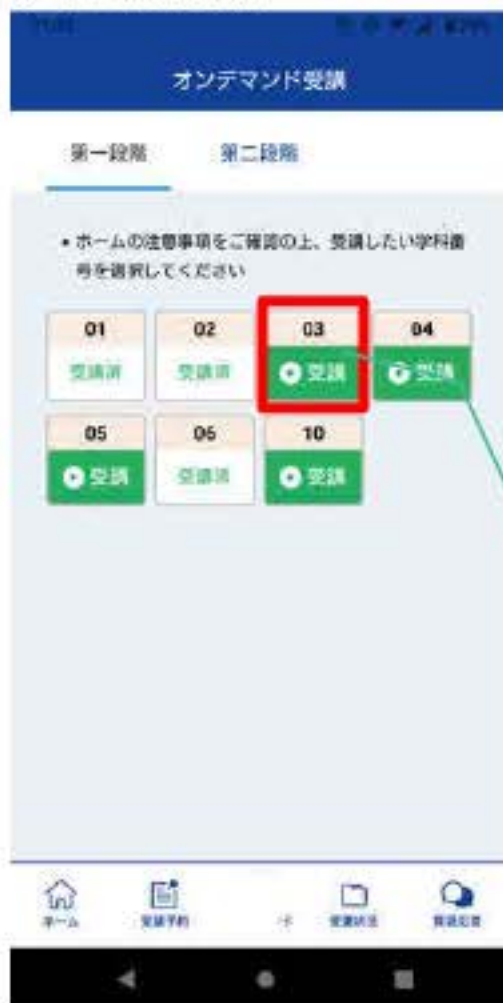 オンデマンド受講
第一段階 第二段階
• ホームの注意事項をご確認の上、受講したい学科番
号を選択してください
01 02 03 04
受講済 受講済 受講 受講
05 06 10
受講 受講済 受講
ホーム 受講予約 受講状況 質疑応答